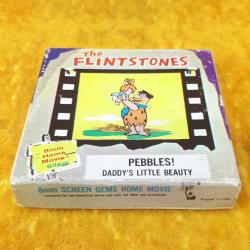 The
FLINTSTONES
8mm
Home
Movie
Silent
PEBBLES!
DADDY'S LITTLE BEAUTY
8mm SCREEN GEMS HOME MOVIE